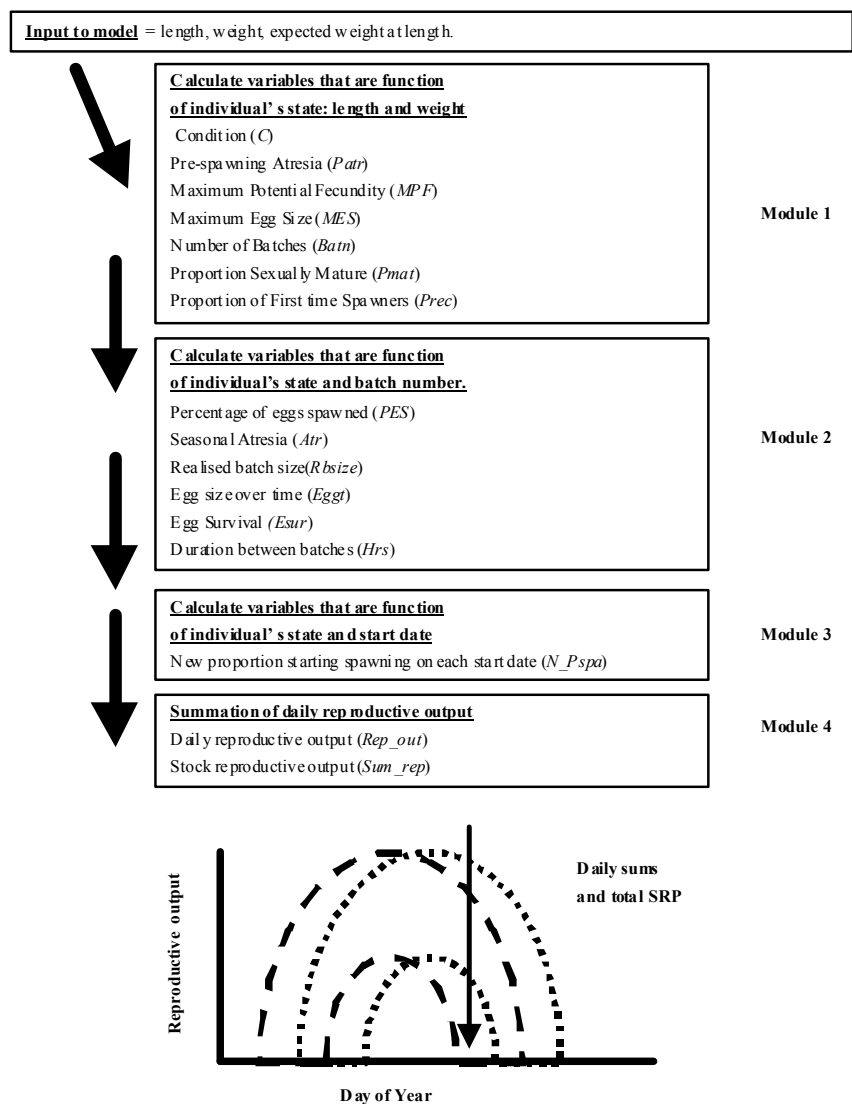 Input to model = length, weight, expected weight at length.
Calculate variables that are function
of individual's state: length and weight
Condition (C)
Pre-spawning Atresia (Patr)
Maximum Potential Fecundity (MPF)
Maximum Egg Size (MES)
Number of Batches (Batn)
Proportion Sexually Mature (Pmat)
Proportion of First time Spawners (Prec)
Module 1
Calculate variables that are function
of individual's state and batch number.
Percentage of eggs spawned (PES)
Seasonal Atresia (Atr)
Realised batch size(Rbsize)
Egg size over time (Eggt)
Egg Survival (Esur)
Duration between batches (Hrs)
Module 2
Calculate variables that are function
of individual's state and start date
New proportion starting spawning on each start date (N_Pspa)
Module 3
Summation of daily reproductive output
Daily reproductive output (Rep_out)
Stock reproductive output (Sum_rep)
Module 4
Reproductive output
Daily sums
and total SRP
Day of Year